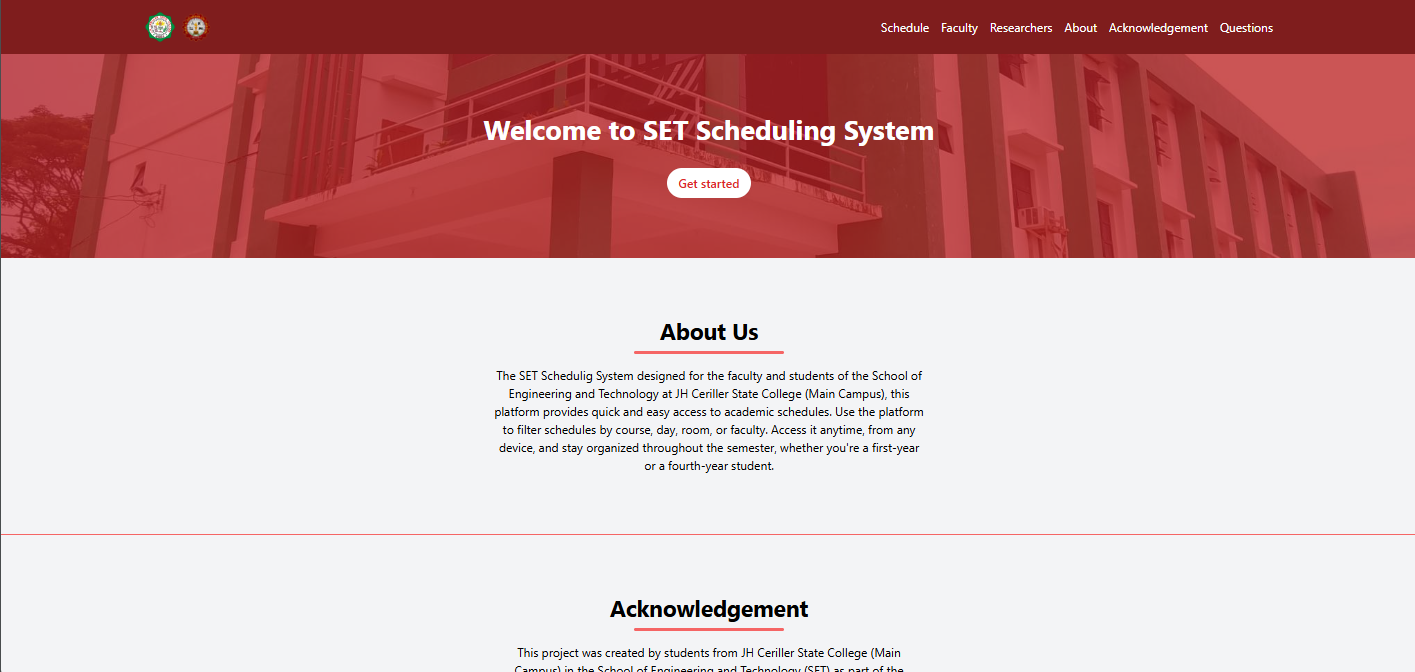 Schedule Faculty Researchers About Acknowledgement Questions
Welcome to SET Scheduling System
Get started
About Us
The SET Schedulig System designed for the faculty and students of the School of
Engineering and Technology at JH Ceriller State College (Main Campus), this
platform provides quick and easy access to academic schedules. Use the platform
to filter schedules by course, day, room, or faculty. Access it anytime, from any
device, and stay organized throughout the semester, whether you're a first-year
or a fourth-year student.
Acknowledgement
This project was created by students from JH Ceriller State College (Main
Campus) in the School of Engineering and Technology (SET) as part of the